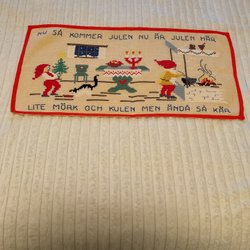 NU SÅ KOMMER JULEN NU ÄR JULEN HÄR
LITE MÖRK OCH KULEN MEN ÄNDÅ SÅ KÄR